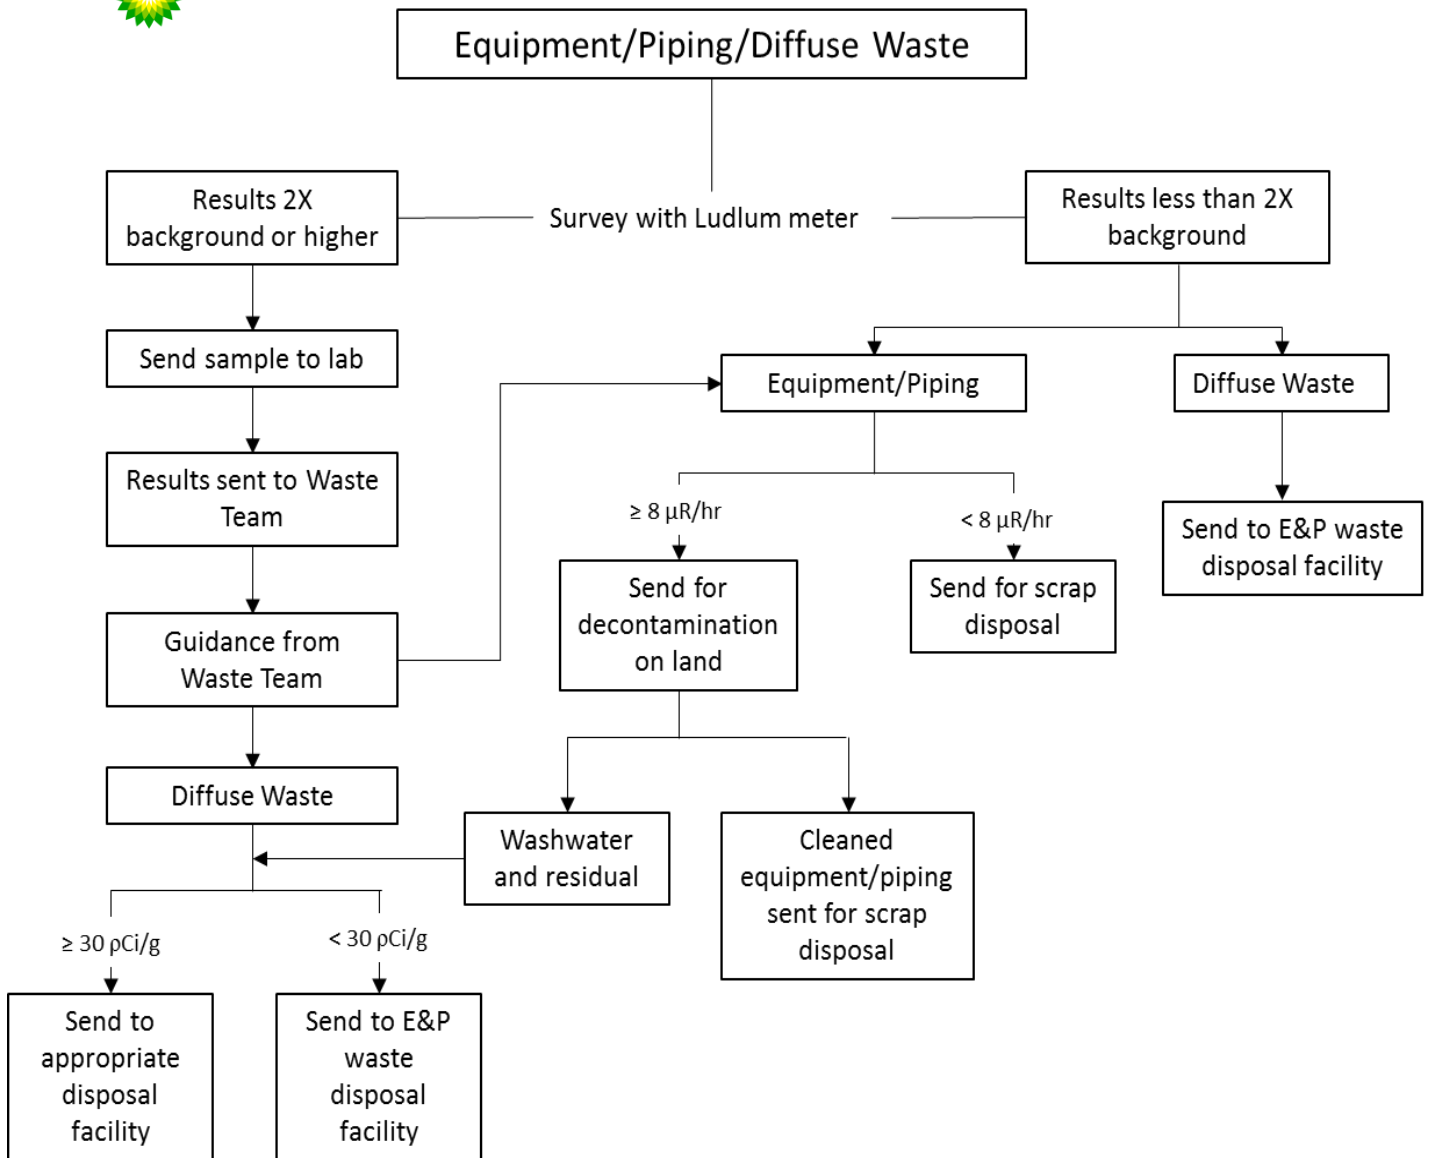 Equipment/Piping/Diffuse Waste
Results 2X
background or higher
Survey with Ludlum meter
Results less than 2X
background
Send sample to lab
Equipment/Piping
Diffuse Waste
Results sent to Waste
Team
≥ 8 µR/hr
< 8 µR/hr
Send to E&P waste
disposal facility
Send for
decontamination
on land
Send for scrap
disposal
Guidance from
Waste Team
Diffuse Waste
Washwater
and residual
Cleaned
equipment/piping
sent for scrap
disposal
≥ 30 ρCi/g
< 30 ρCi/g
Send to
appropriate
disposal
facility
Send to E&P
waste
disposal
facility